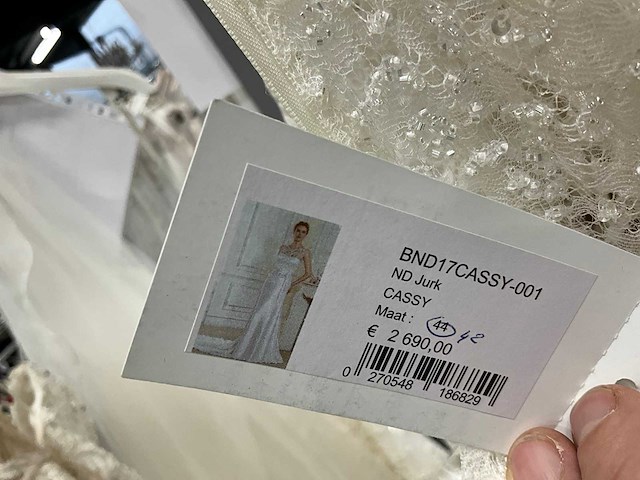 BND17CASSY-001
ND Jurk
CASSY
Maat : 44 42
€ 2 690,00
0 270548 186829